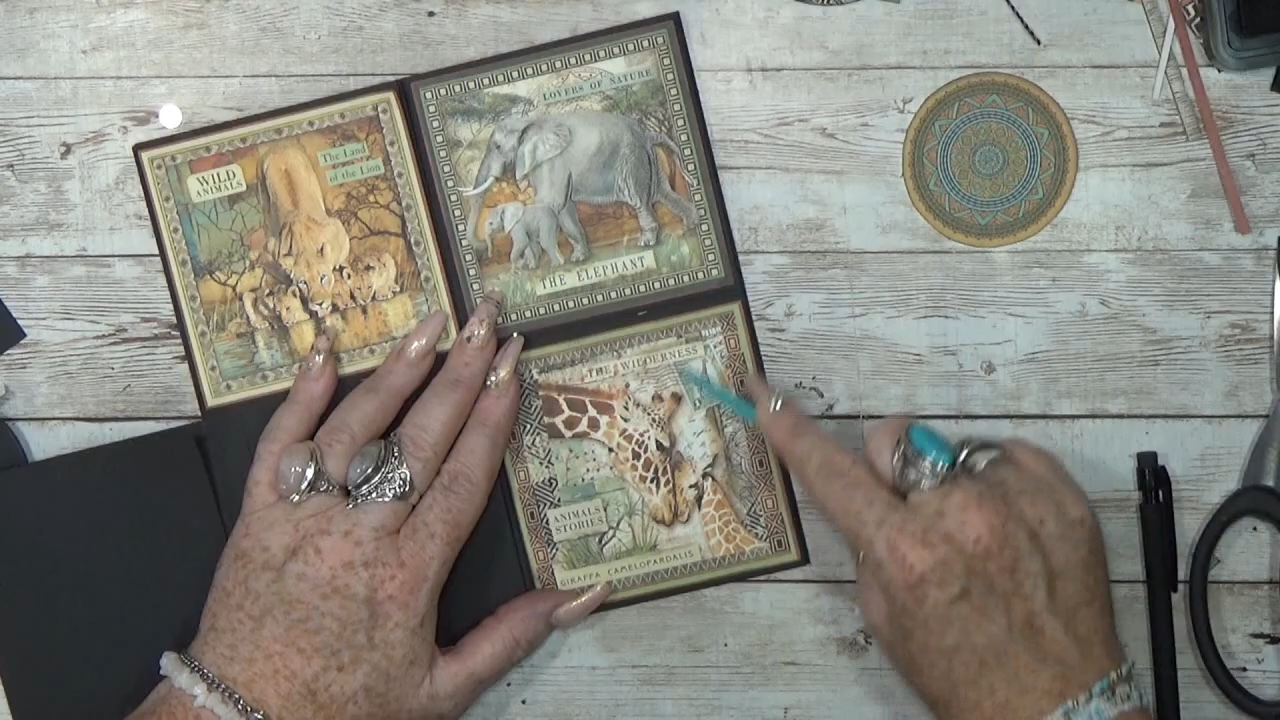 WILD
ANIMALS
The Land
of the Lion
LOVERS OF NATURE
THE ELEPHANT
THE WILDERNESS
ANIMALS
STORIES
GIRAFFA CAMELOPARDALIS